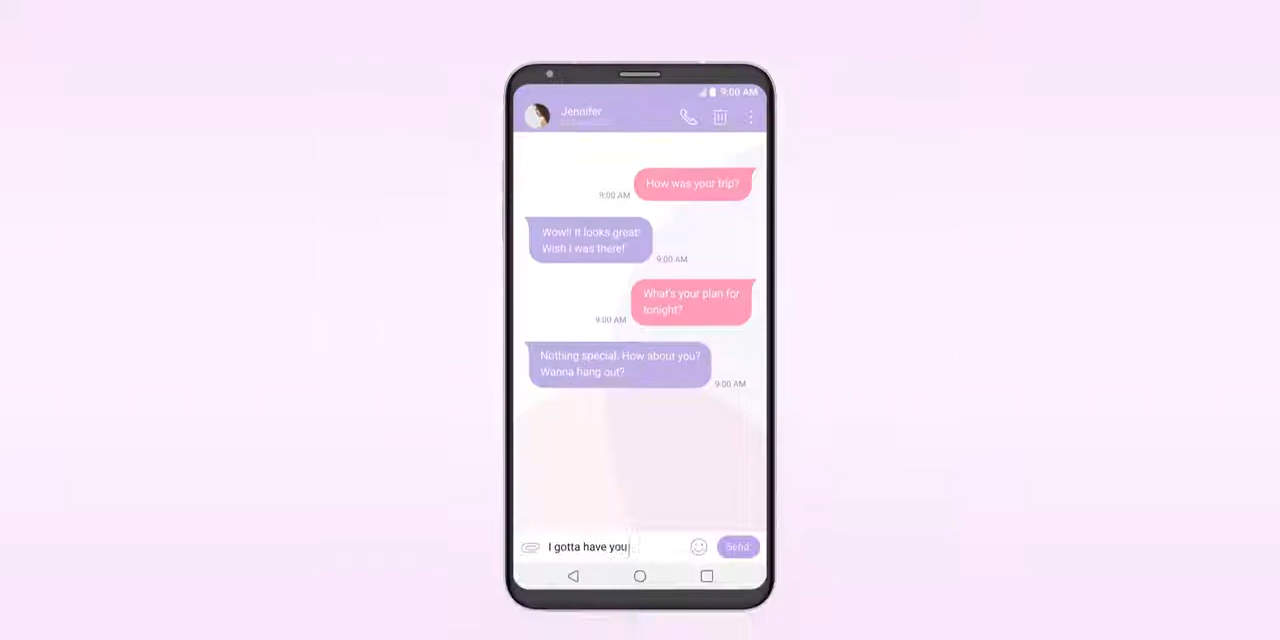 9:00 AM
Jennifer
How was your trip?
9:00 AM
Wow!! It looks great!
Wish I was there!
9:00 AM
What's your plan for
tonight?
9:00 AM
Nothing special. How about you?
Wanna hang out?
9:00 AM
I gotta have you
Send